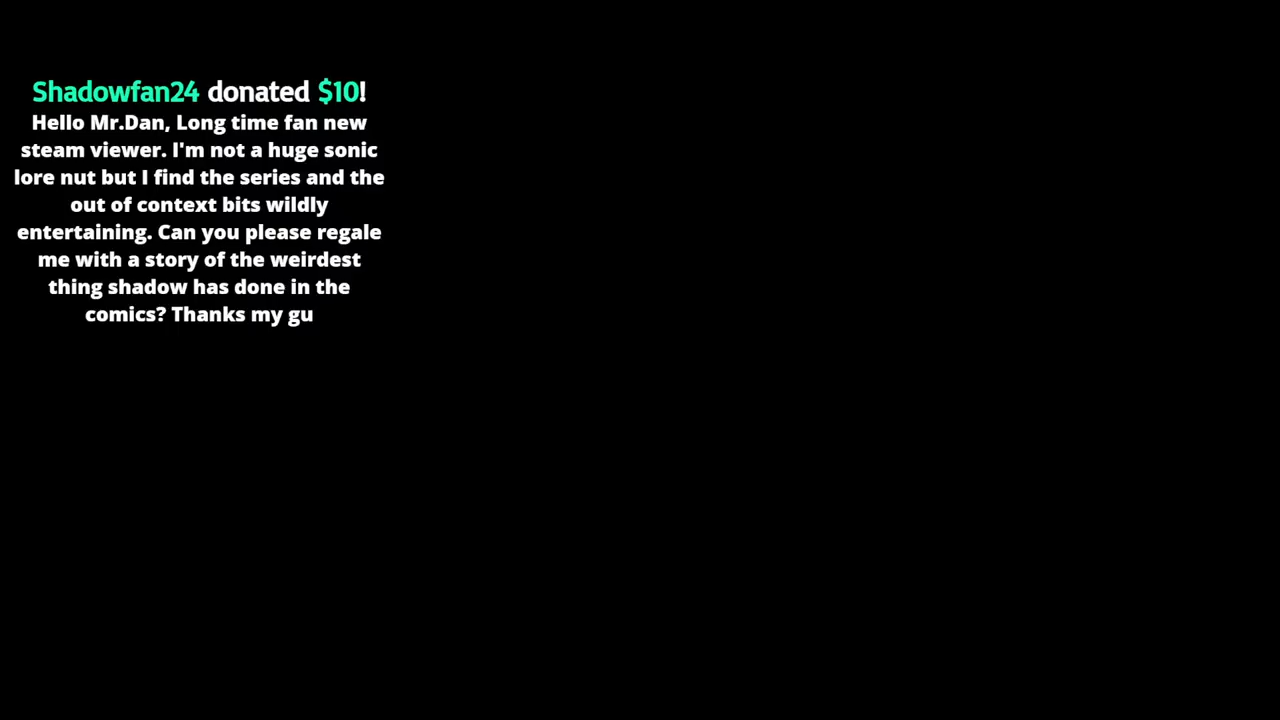 Shadowfan24 donated $10!
Hello Mr.Dan, Long time fan new
steam viewer. I'm not a huge sonic
lore nut but I find the series and the
out of context bits wildly
entertaining. Can you please regale
me with a story of the weirdest
thing shadow has done in the
comics? Thanks my gu